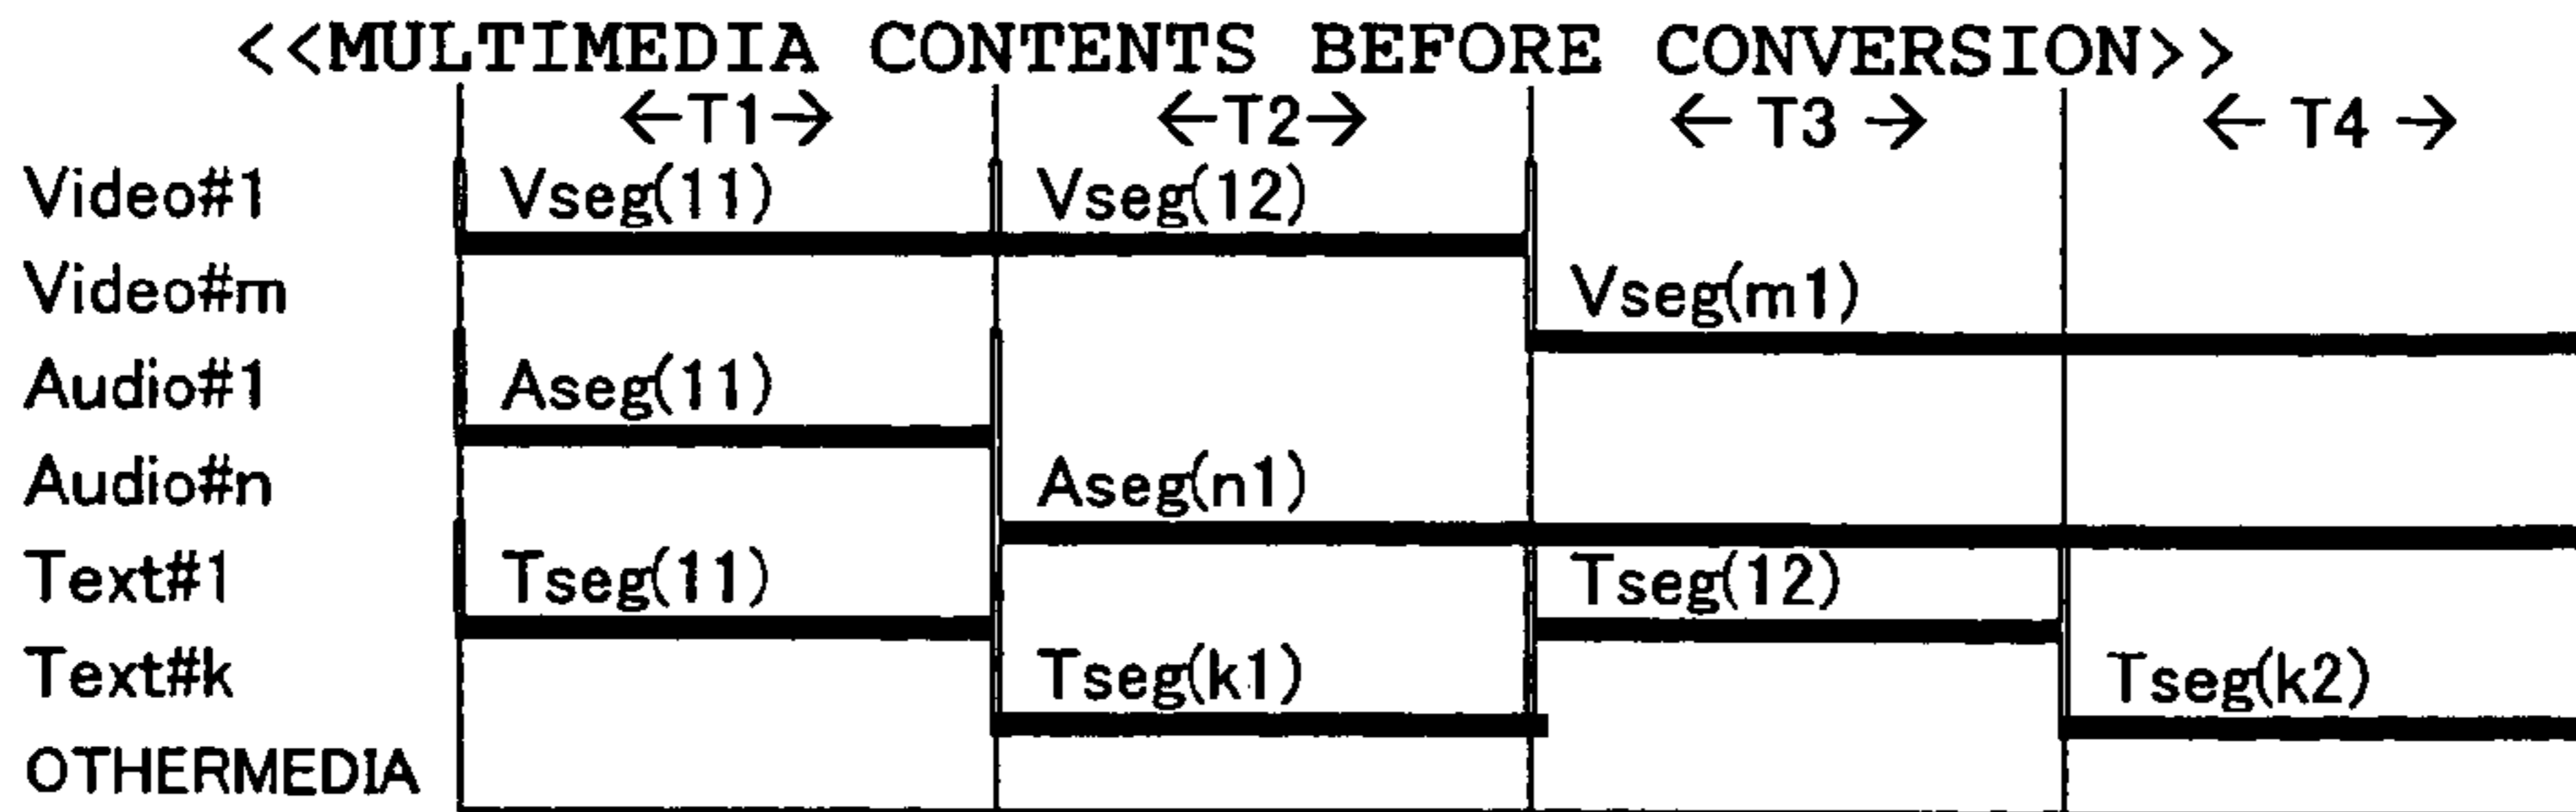 <<MULTIMEDIA CONTENTS BEFORE CONVERSION>>
←T1→ ←T2→ ← T3 → ← T4 →
Video#1 Vseg(11) Vseg(12)
Video#m Vseg(m1)
Audio#1 Aseg(11)
Audio#n Aseg(n1)
Text#1 Tseg(11) Tseg(12)
Text#k Tseg(k1) Tseg(k2)
OTHERMEDIA